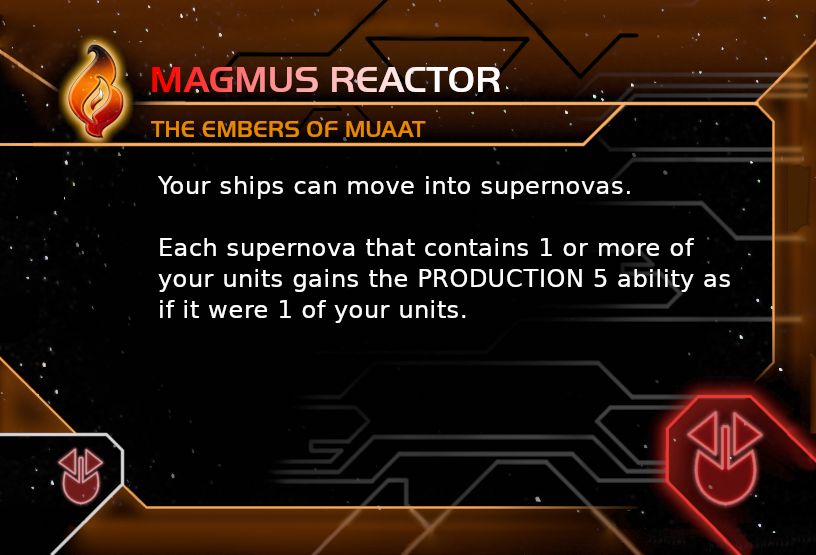 MAGMUS REACTOR
THE EMBERS OF MUAAT
Your ships can move into supernovas.
Each supernova that contains 1 or more of
your units gains the PRODUCTION 5 ability as
if it were 1 of your units.